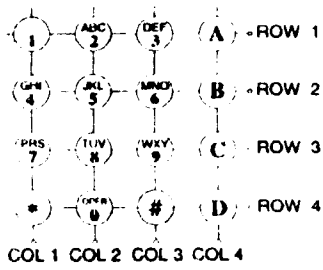 1 ABC DEF A ROW 1
2 3
GHI JKL MNO B ROW 2
4 5 6
PRS TUV WXY C ROW 3
7 8 9
* OPER # D ROW 4
0
COL 1 COL 2 COL 3 COL 4